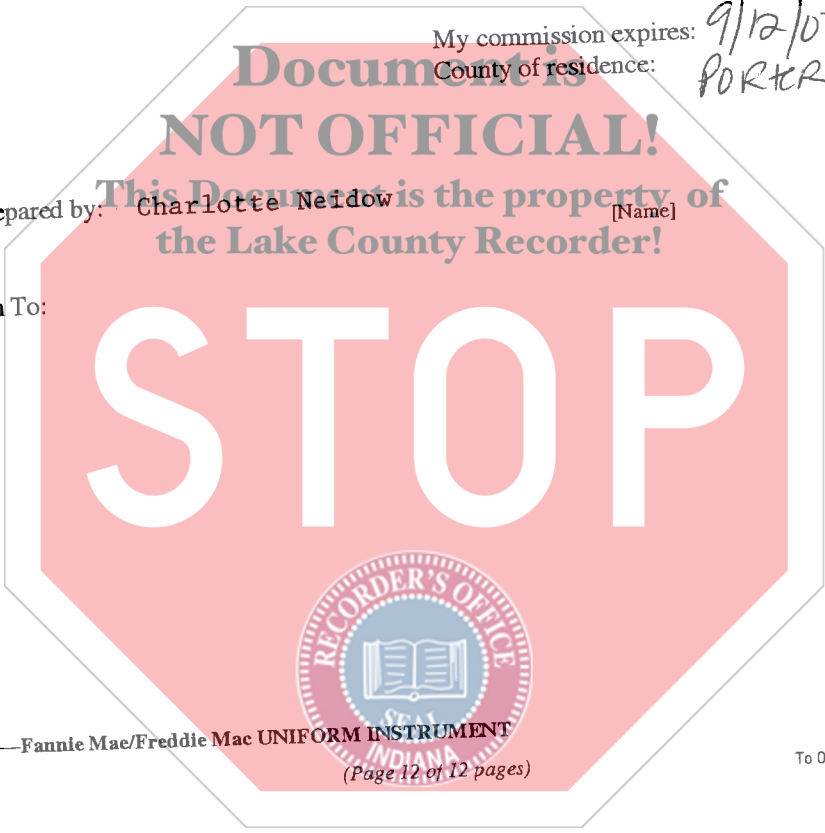 My commission expires: 9/12/0
County of residence: PORTER
Document is
NOT OFFICIAL!
This Document is the property of
the Lake County Recorder!
epared by: Charlotte Neidow [Name]
n To:
STOP
RECORDER'S OFFICE
SEAL
INDIANA
—Fannie Mae/Freddie Mac UNIFORM INSTRUMENT
(Page 12 of 12 pages)
To O